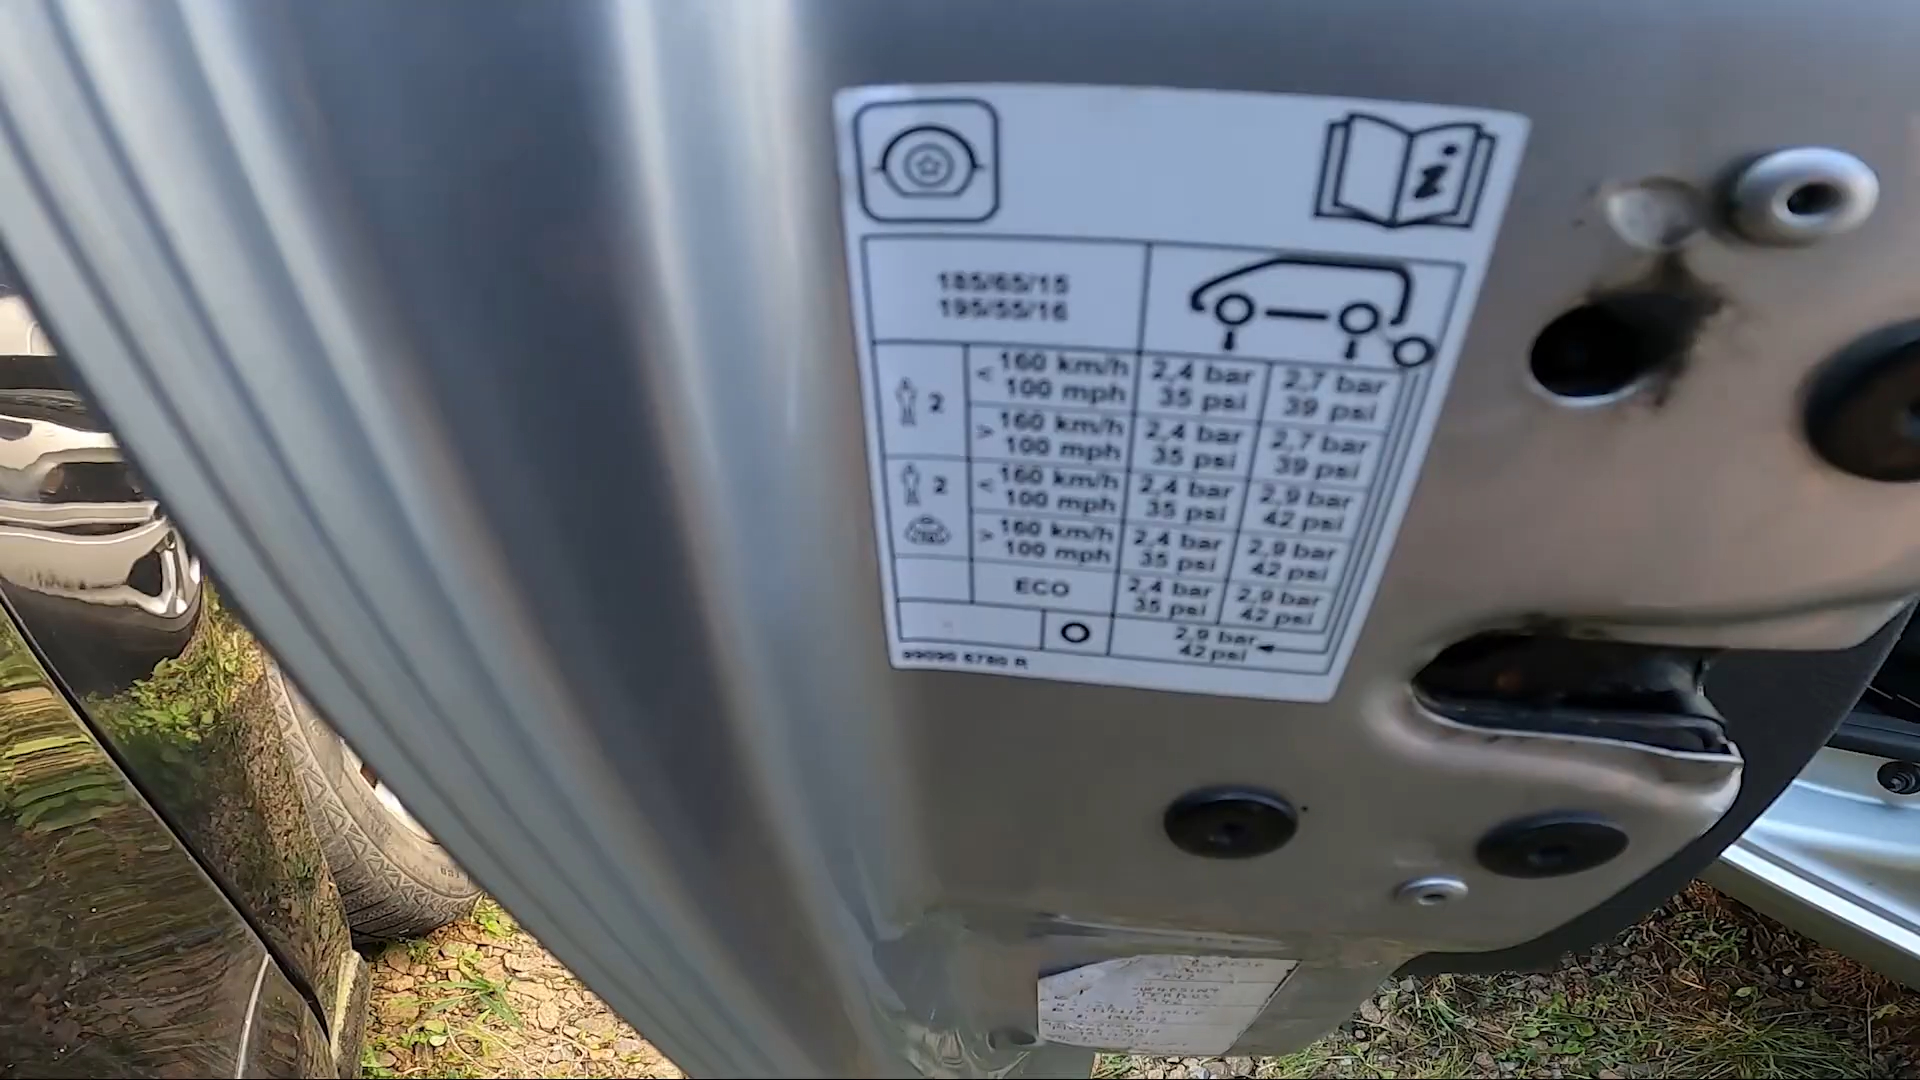 185/65/15
195/55/16
2 < 160 km/h 2,4 bar 2,7 bar
100 mph 35 psi 39 psi
> 160 km/h 2,4 bar 2,7 bar
100 mph 35 psi 39 psi
2 < 160 km/h 2,4 bar 2,9 bar
100 mph 35 psi 42 psi
> 160 km/h 2,4 bar 2,9 bar
100 mph 35 psi 42 psi
ECO 2,4 bar 2,9 bar
35 psi 42 psi
2,9 bar
42 psi